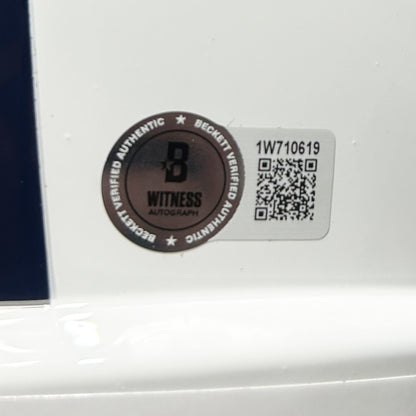 BECKETT VERIFIED AUTHENTIC ★ BECKETT VERIFIED AUTHENTIC ★
B
WITNESS
AUTOGRAPH
1W710619